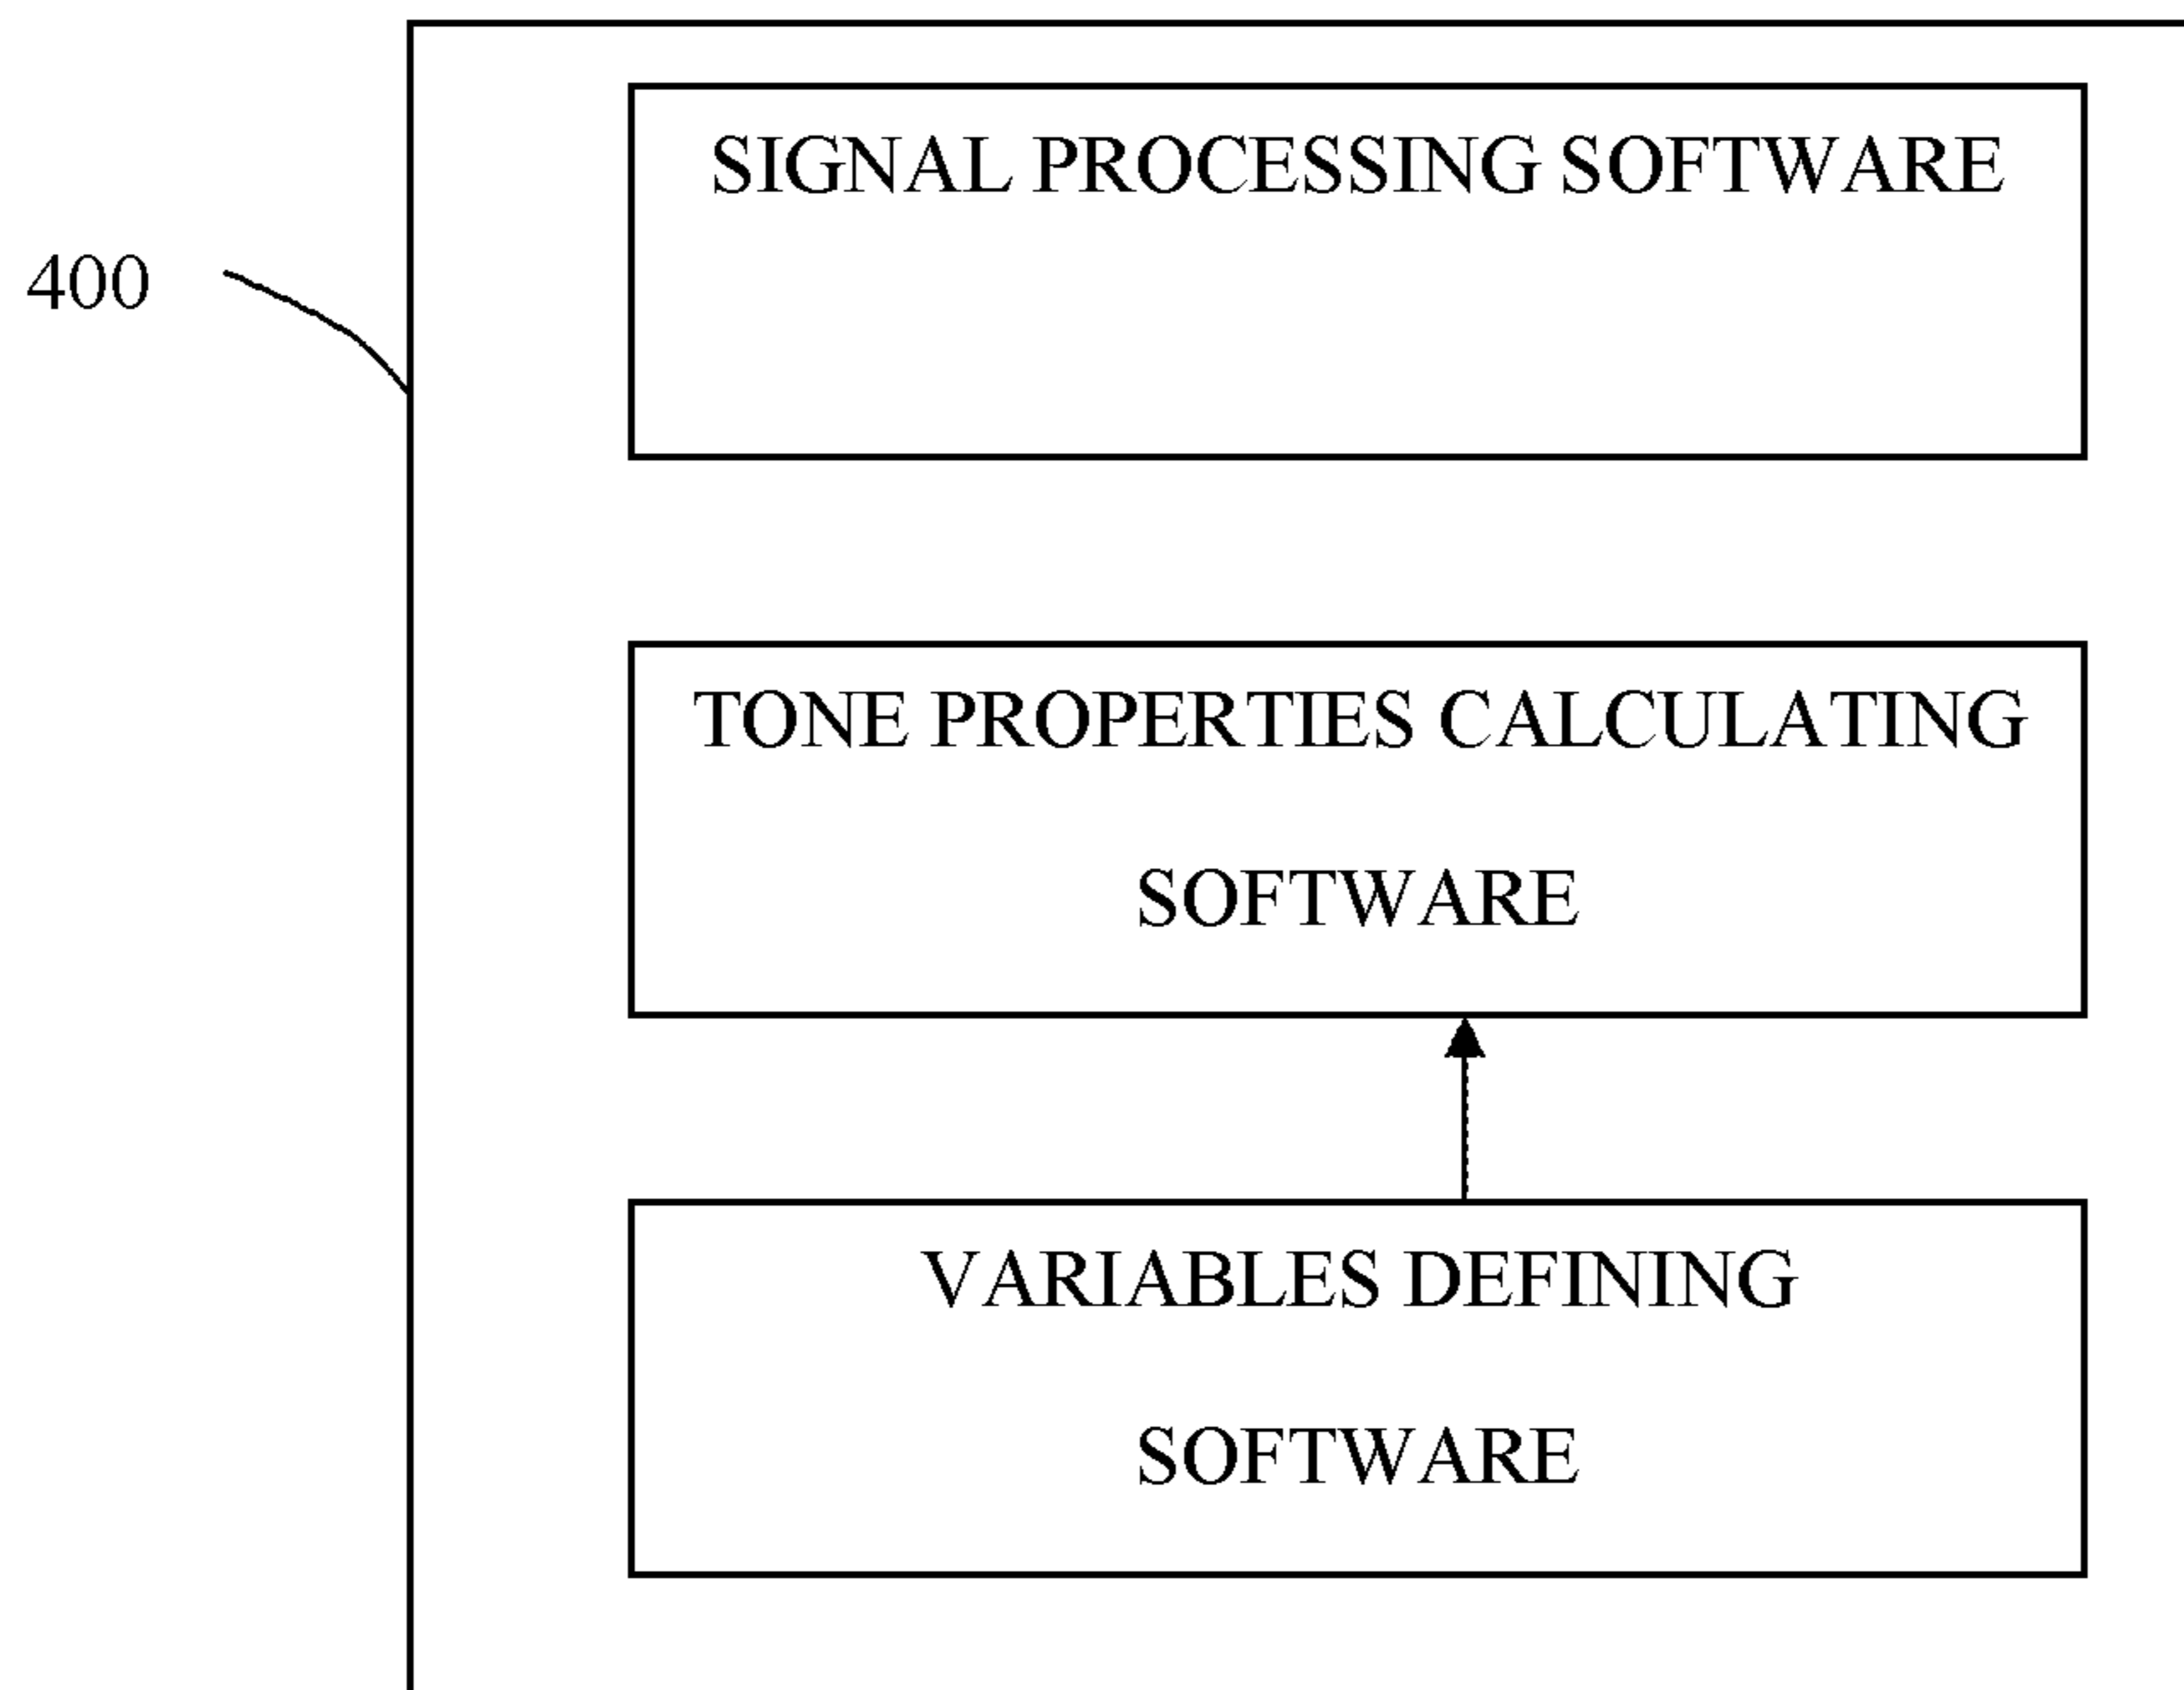 SIGNAL PROCESSING SOFTWARE
400
TONE PROPERTIES CALCULATING
SOFTWARE
VARIABLES DEFINING
SOFTWARE